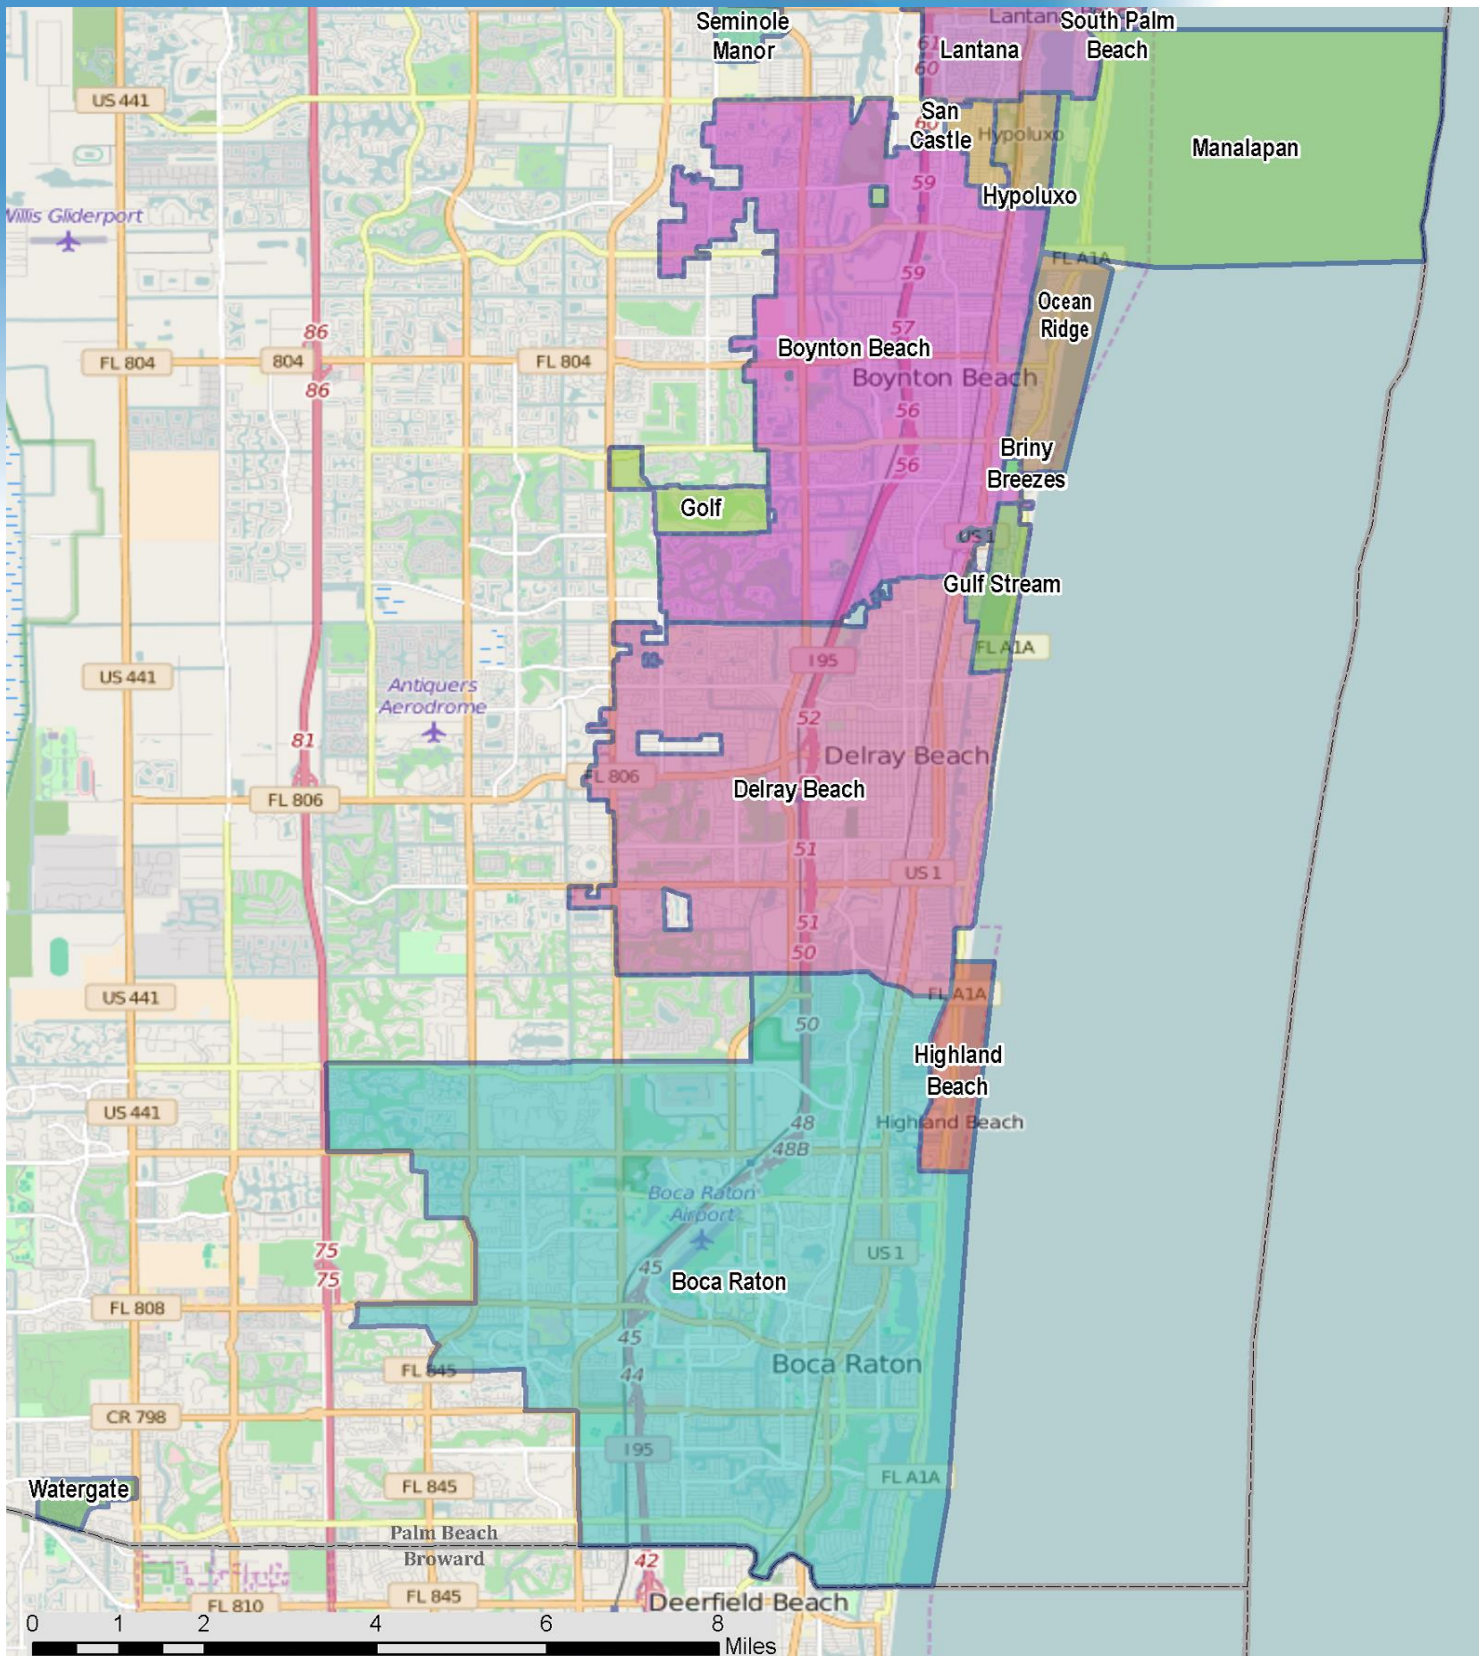 Seminole
Manor
Lantana
South Palm
Beach
61
Lantana
60
US 441
San
Castle
60
Hypoluxo
Manalapan
59
Hypoluxo
Willis Gliderport
FL A1A
59
Ocean
Ridge
86
57
Boynton Beach
FL 804
804
FL 804
Boynton Beach
86
56
Briny
Breezes
56
Golf
US 1
Gulf Stream
FL A1A
I 95
US 441
Antiquers
Aerodrome
52
81
Delray Beach
FL 806
Delray Beach
FL 806
51
US 1
51
50
US 441
FL A1A
50
Highland
Beach
US 441
48
Highland Beach
48B
Boca Raton
Airport
75
US 1
75
45
Boca Raton
FL 808
45
Boca Raton
FL 845
44
CR 798
I 95
FL 845
FL A1A
Watergate
Palm Beach
Broward
42
FL 845
FL 810
Deerfield Beach
0 1 2 4 6 8
Miles